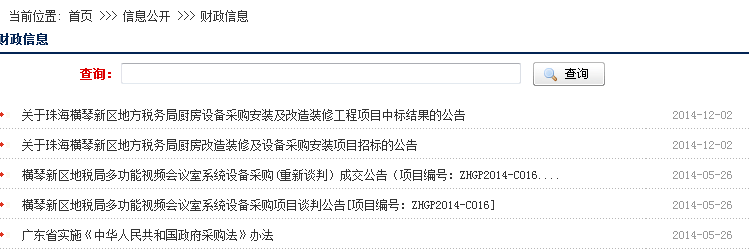 当前位置: 首页 >>> 信息公开 >>> 财政信息
财政信息
查询: 查询
关于珠海横琴新区地方税务局厨房设备采购安装及改造装修工程项目中标结果的公告 2014-12-02
关于珠海横琴新区地方税务局厨房改造装修及设备采购安装项目招标的公告 2014-12-02
横琴新区地税局多功能视频会议室系统设备采购(重新谈判) 成交公告 (项目编号: ZHGP2014-C016.... 2014-05-26
横琴新区地税局多功能视频会议室系统设备采购项目谈判公告[项目编号: ZHGP2014-C016] 2014-05-26
广东省实施《中华人民共和国政府采购法》办法 2014-05-26